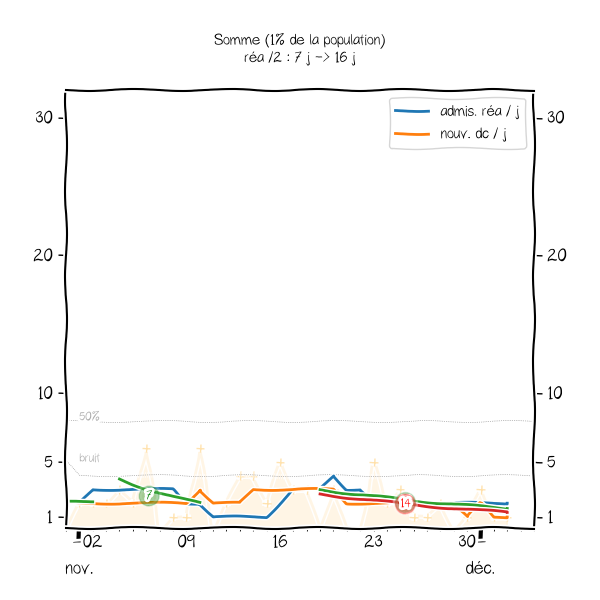 Somme (1% de la population)
réa /2 : 7 j -> 16 j
admis. réa / j
nouv. dc / j
30
30
20
20
10
10
50%
bruit
5
5
7
14
1
1
02 09 16 23 30
nov. déc.